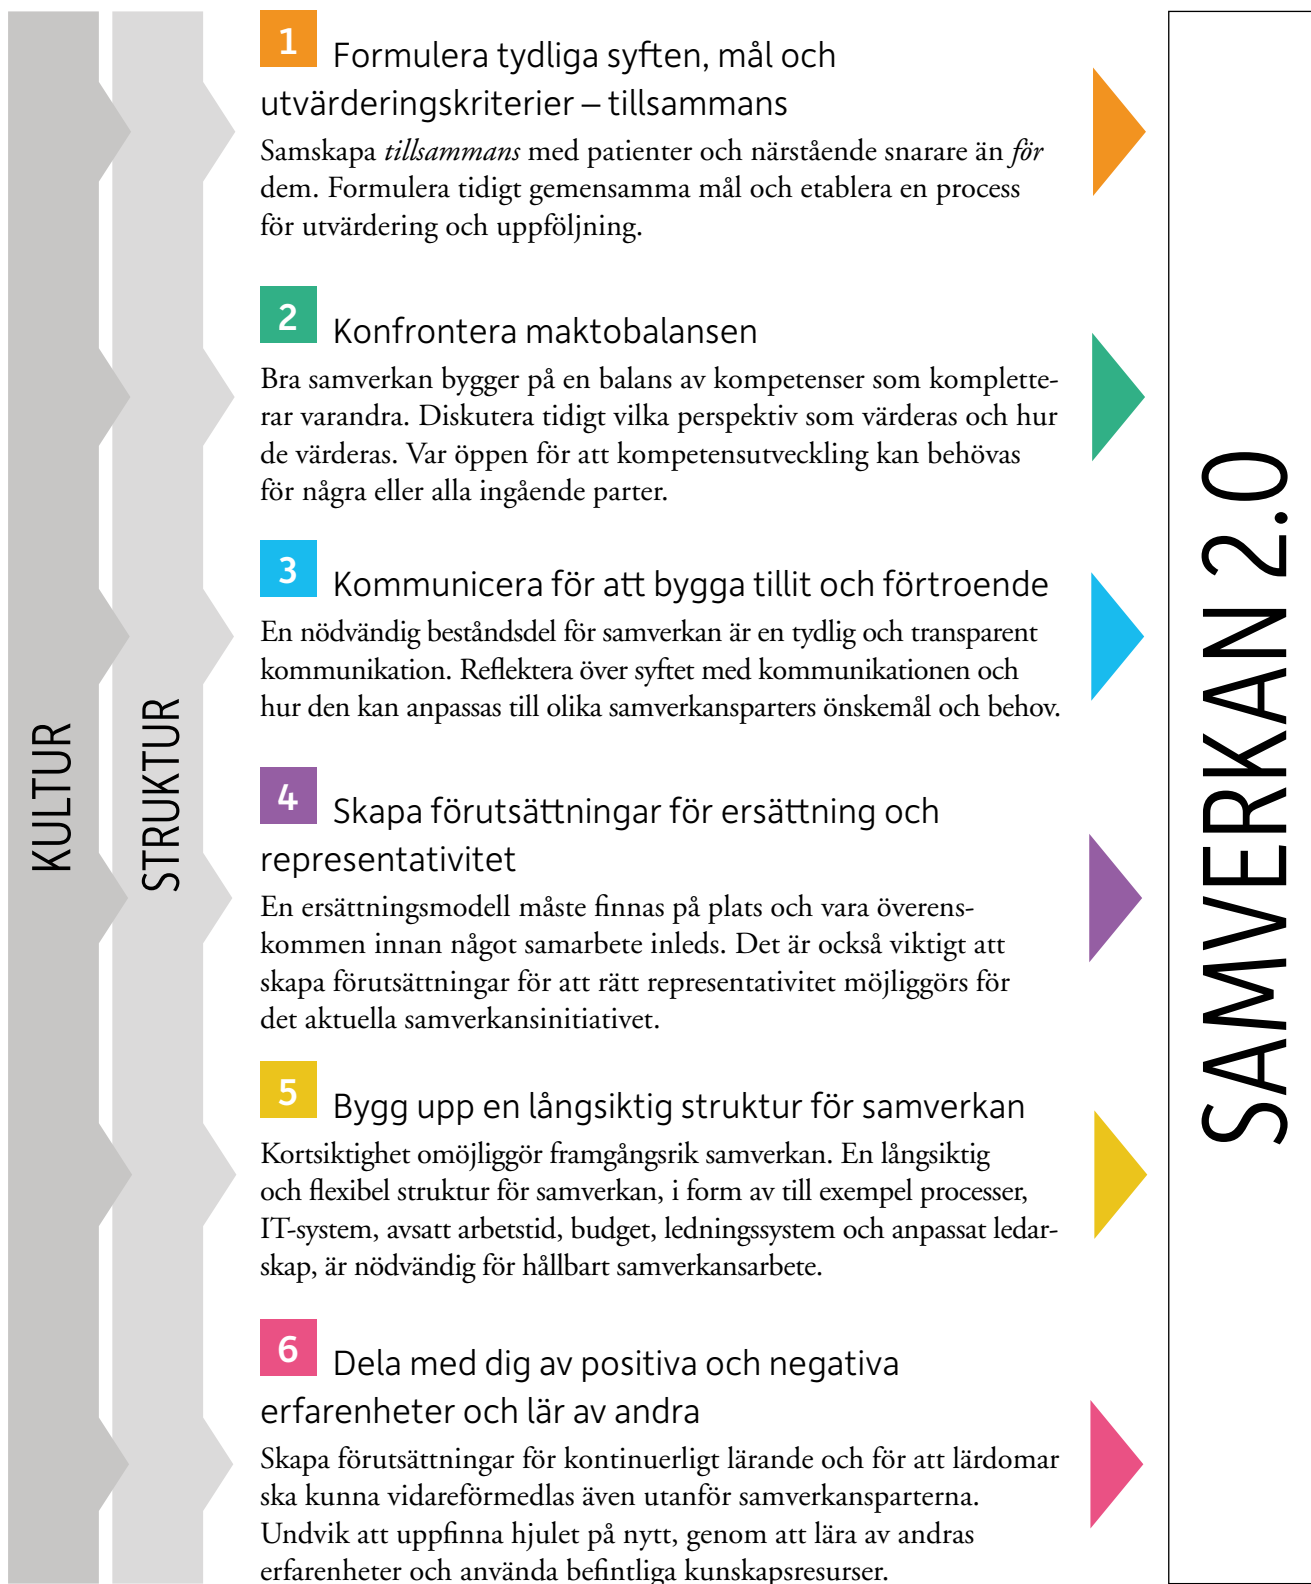 KULTUR
STRUKTUR
1 Formulera tydliga syften, mål och
utvärderingskriterier – tillsammans
Samskapa tillsammans med patienter och närstående snarare än för
dem. Formulera tidigt gemensamma mål och etablera en process
för utvärdering och uppföljning.
2 Konfrontera maktobalansen
Bra samverkan bygger på en balans av kompetenser som komplette-
rar varandra. Diskutera tidigt vilka perspektiv som värderas och hur
de värderas. Var öppen för att kompetensutveckling kan behövas
för några eller alla ingående parter.
3 Kommunicera för att bygga tillit och förtroende
En nödvändig beståndsdel för samverkan är en tydlig och transparent
kommunikation. Reflektera över syftet med kommunikationen och
hur den kan anpassas till olika samverkansparters önskemål och behov.
4 Skapa förutsättningar för ersättning och
representativitet
En ersättningsmodell måste finnas på plats och vara överens-
kommen innan något samarbete inleds. Det är också viktigt att
skapa förutsättningar för att rätt representativitet möjliggörs för
det aktuella samverkansinitiativet.
5 Bygg upp en långsiktig struktur för samverkan
Kortsiktighet omöjliggör framgångsrik samverkan. En långsiktig
och flexibel struktur för samverkan, i form av till exempel processer,
IT-system, avsatt arbetstid, budget, ledningssystem och anpassat ledar-
skap, är nödvändig för hållbart samverkansarbete.
6 Dela med dig av positiva och negativa
erfarenheter och lär av andra
Skapa förutsättningar för kontinuerligt lärande och för att lärdomar
ska kunna vidareförmedlas även utanför samverkansparterna.
Undvik att uppfinna hjulet på nytt, genom att lära av andras
erfarenheter och använda befintliga kunskapsresurser.
SAMVERKAN 2.0